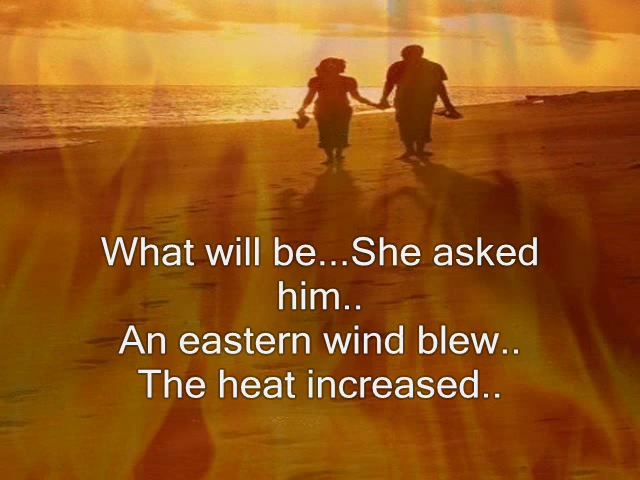 What will be...She asked
him..
An eastern wind blew..
The heat increased..